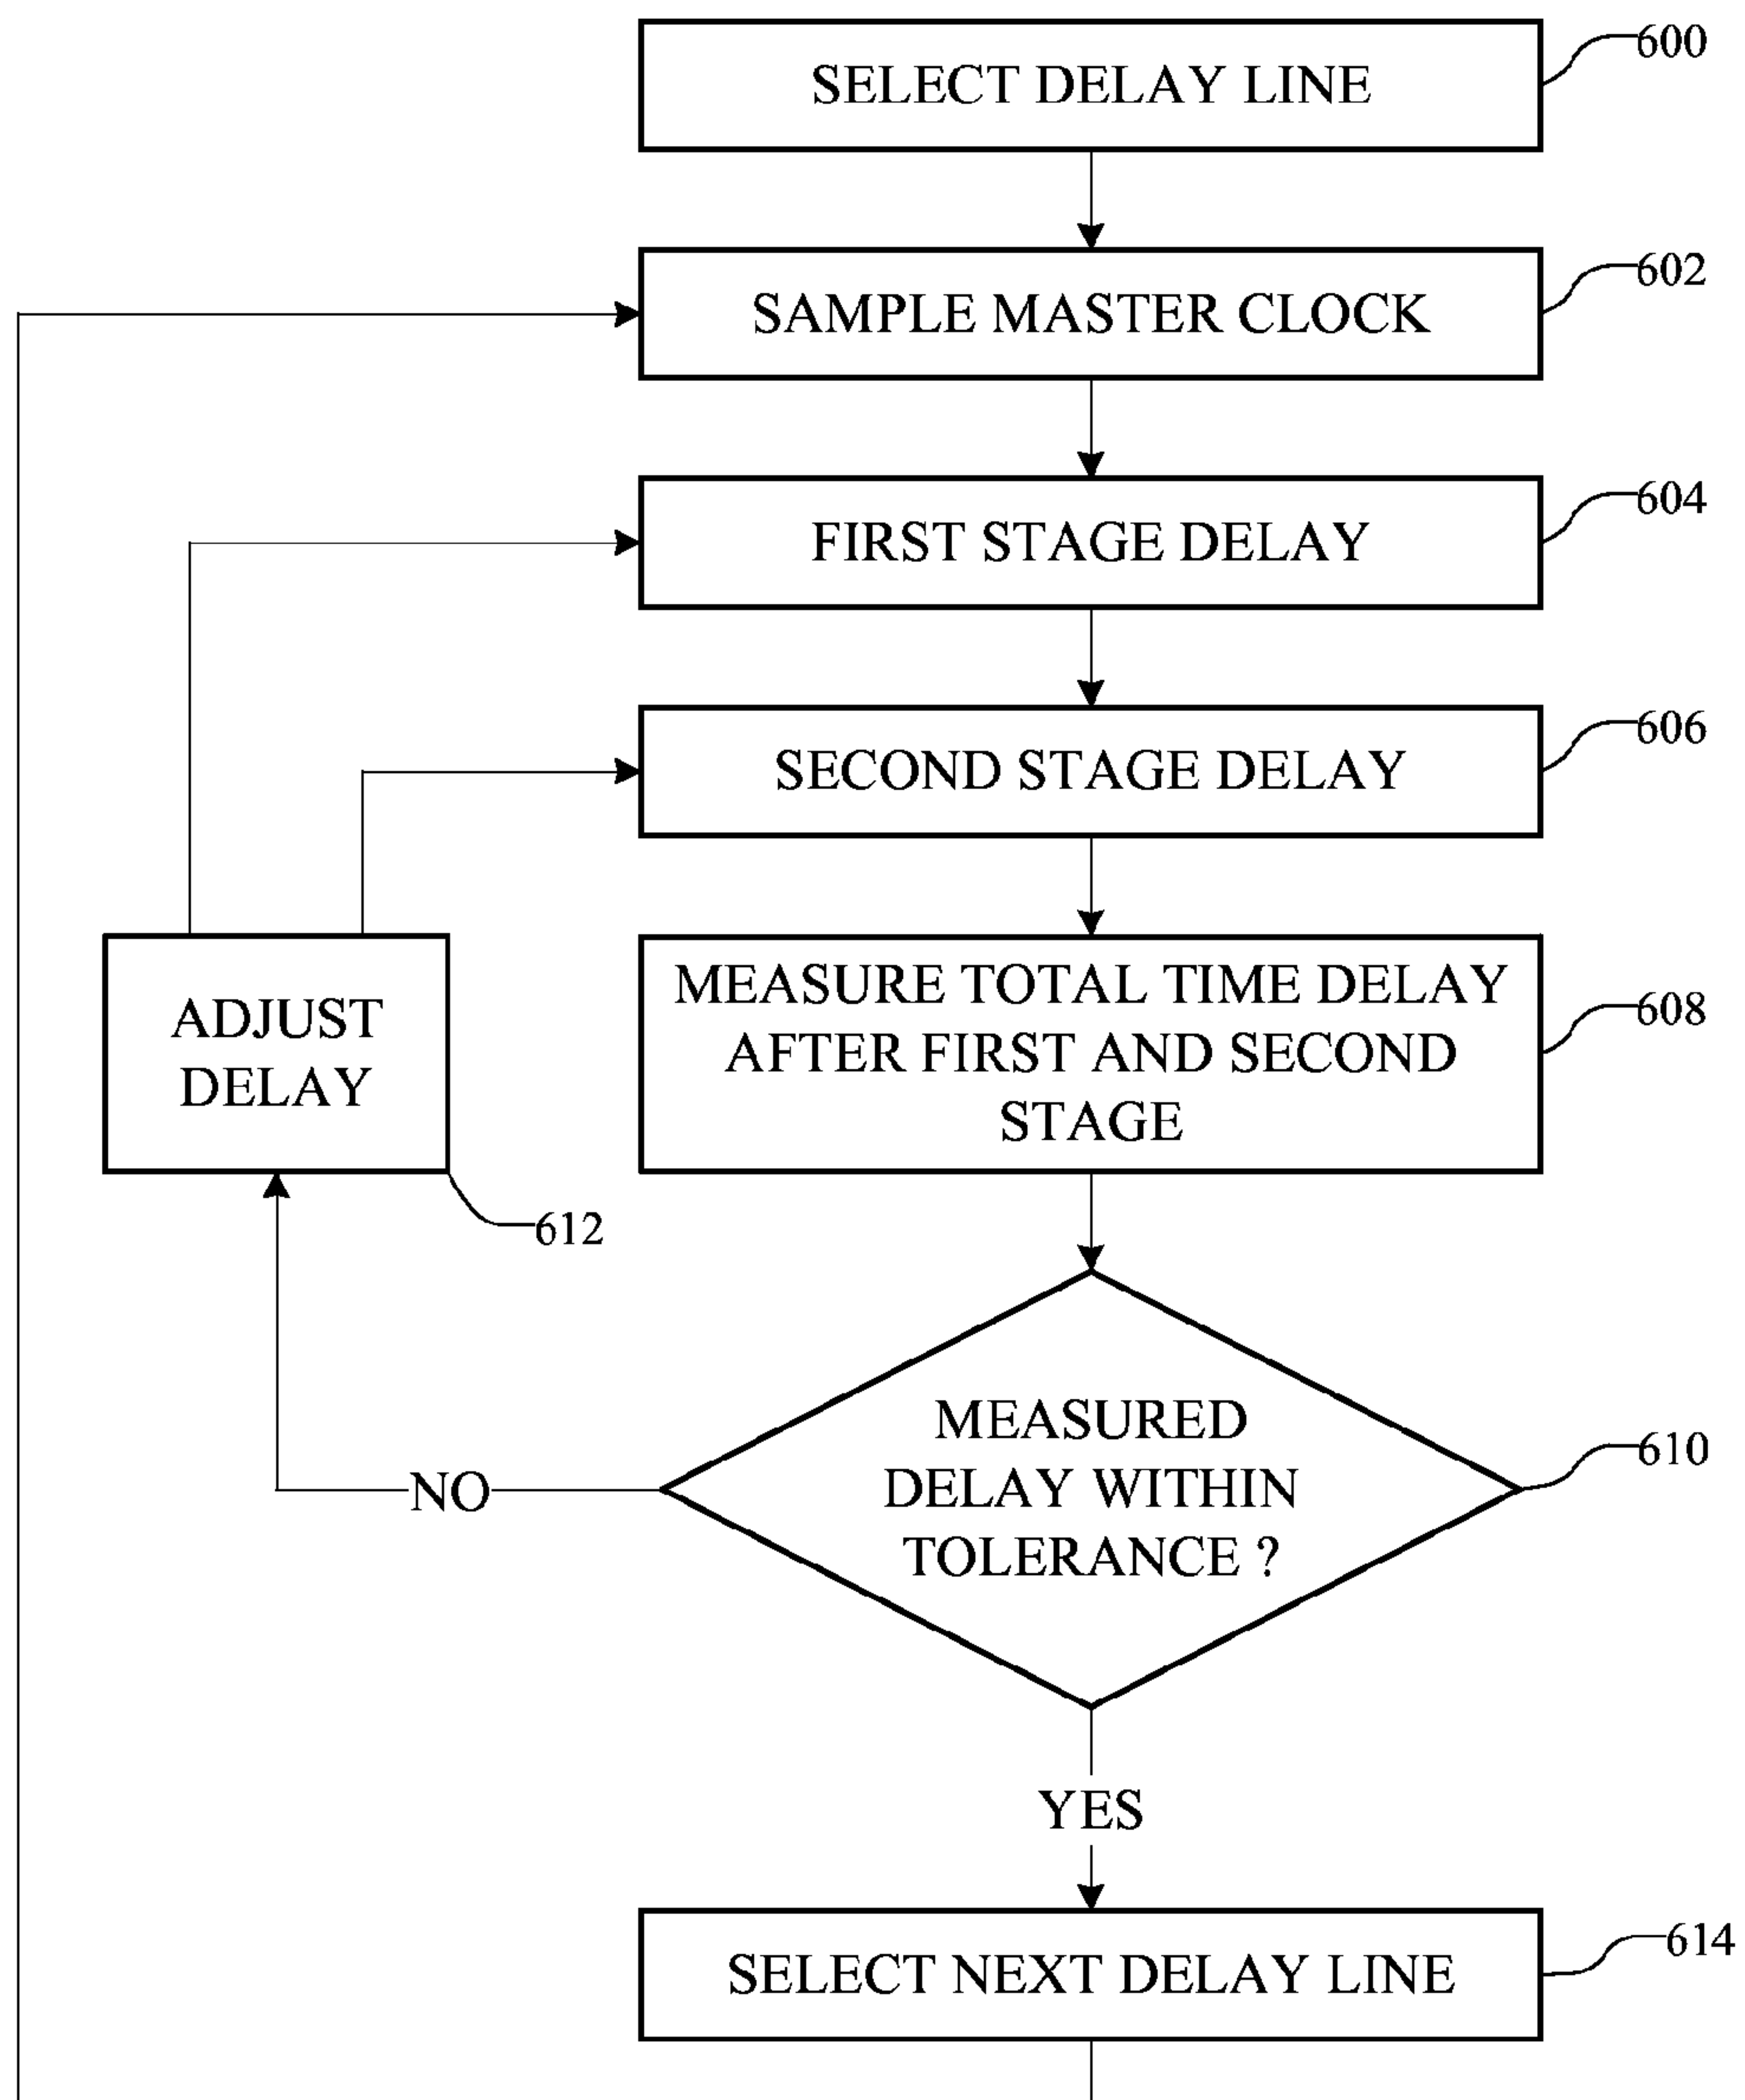 SELECT DELAY LINE
600
SAMPLE MASTER CLOCK
602
FIRST STAGE DELAY
604
SECOND STAGE DELAY
606
MEASURE TOTAL TIME DELAY
AFTER FIRST AND SECOND
STAGE
608
ADJUST
DELAY
612
MEASURED
DELAY WITHIN
TOLERANCE ?
610
NO
YES
SELECT NEXT DELAY LINE
614